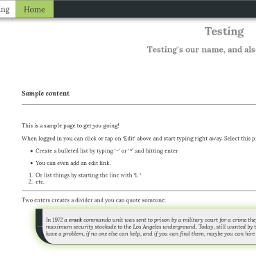 ing Home
Testing
Testing's our name, and als
Sample content
This is a sample page to get you going!
When logged in you can click or tap on 'Edit' above and start typing right away. Select this p
• Create a bulleted list by typing '-' or '*' and hitting enter
• You can even add an edit link.
1. Or list things by starting the line with '1.'
2. etc.
Two enters creates a divider and you can quote someone:
In 1972 a crack commando unit was sent to prison by a military court for a crime the
maximum security stockade to the Los Angeles underground. Today, still wanted by t
have a problem, if no one else can help, and if you can find them, maybe you can hire